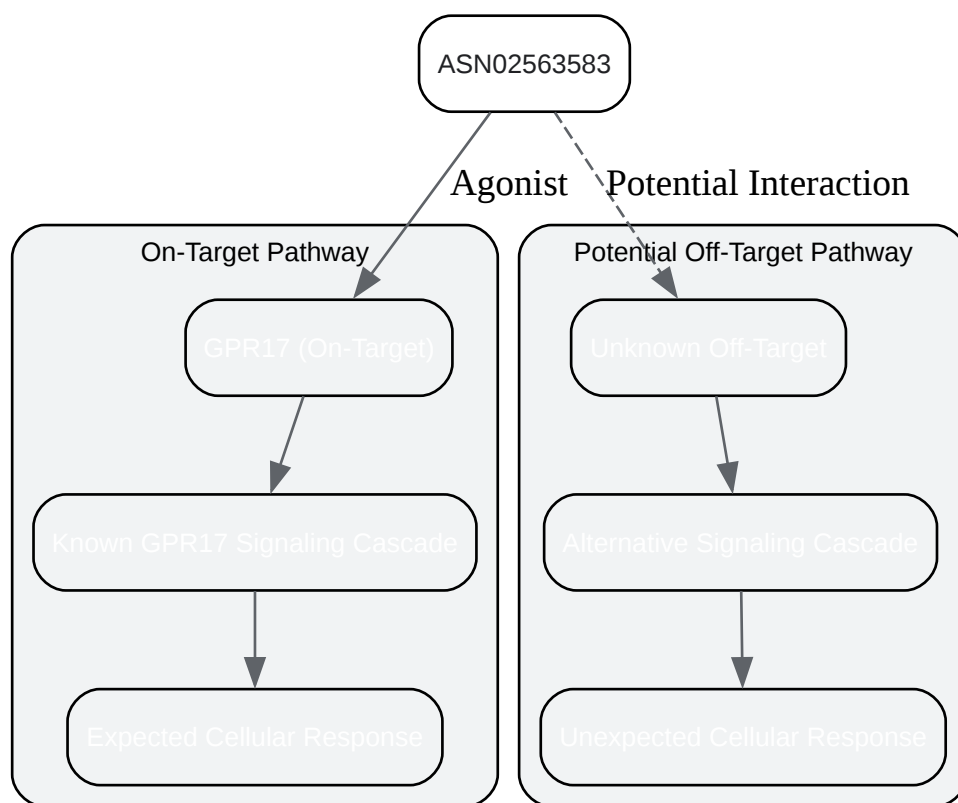 ASN02563583
Agonist
Potential Interaction
On-Target Pathway
Potential Off-Target Pathway
GPR17 (On-Target)
Unknown Off-Target
Known GPR17 Signaling Cascade
Alternative Signaling Cascade
Expected Cellular Response
Unexpected Cellular Response